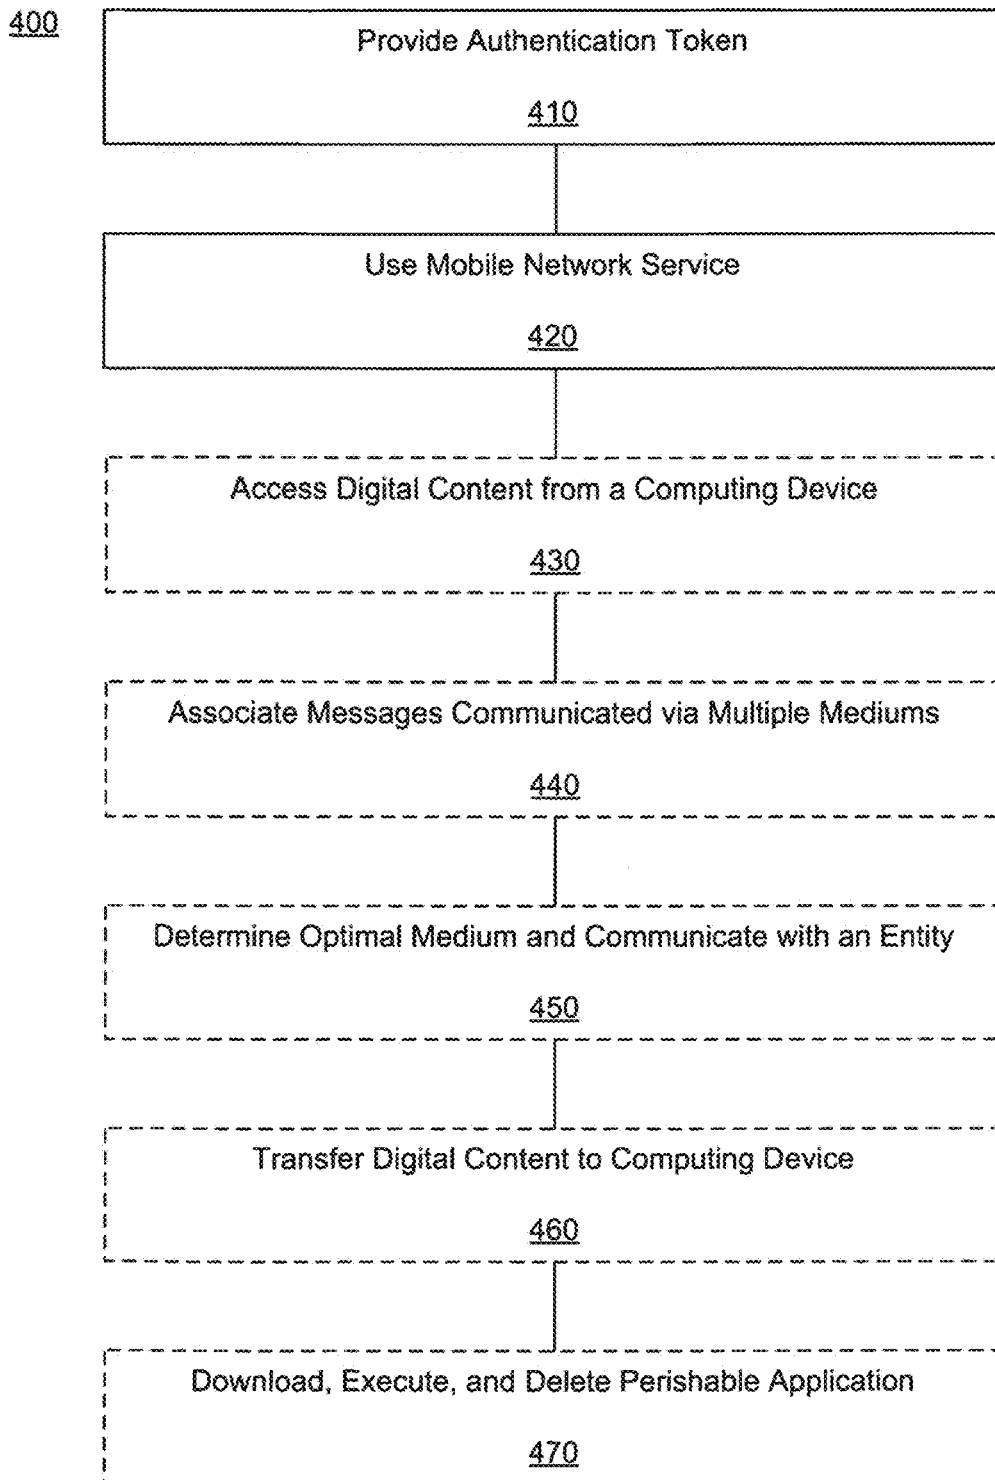 400
Provide Authentication Token
410
Use Mobile Network Service
420
Access Digital Content from a Computing Device
430
Associate Messages Communicated via Multiple Mediums
440
Determine Optimal Medium and Communicate with an Entity
450
Transfer Digital Content to Computing Device
460
Download, Execute, and Delete Perishable Application
470